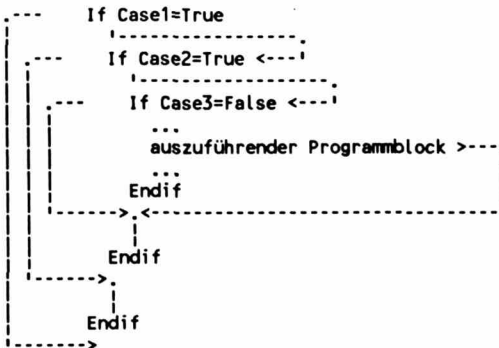 If Case1=True
If Case2=True <---
If Case3=False <---
...
auszuführender Programmblock >---
...
Endif
Endif
Endif